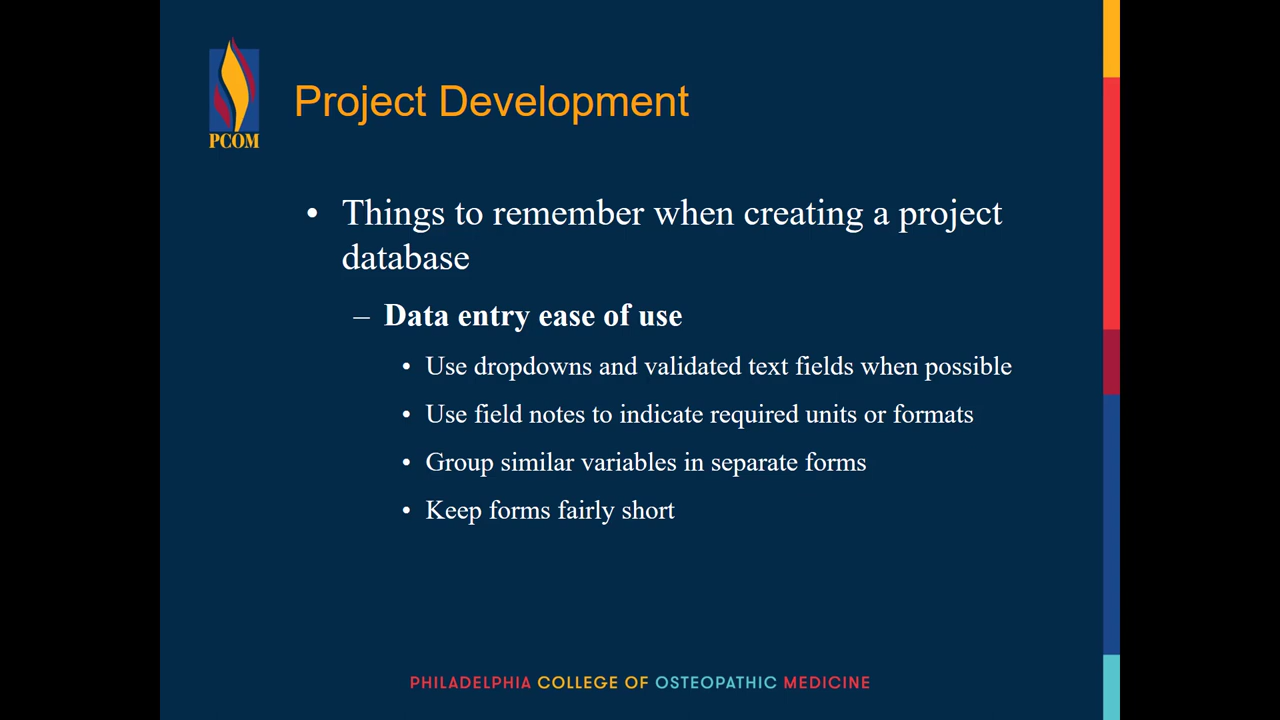 PCOM
Project Development
• Things to remember when creating a project
database
– Data entry ease of use
• Use dropdowns and validated text fields when possible
• Use field notes to indicate required units or formats
• Group similar variables in separate forms
• Keep forms fairly short
PHILADELPHIA COLLEGE OF OSTEOPATHIC MEDICINE